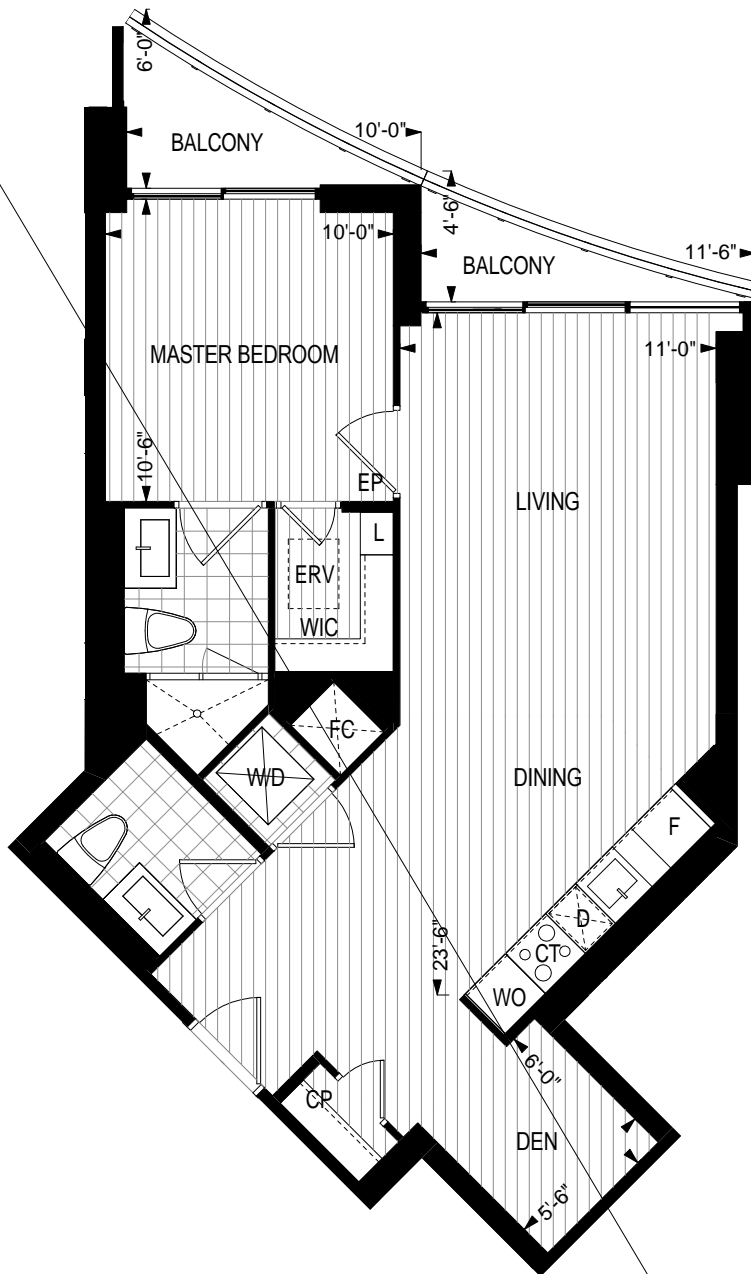 6'-0"
BALCONY
10'-0"
4'-6"
10'-0"
11'-6"
BALCONY
MASTER BEDROOM
11'-0"
10'-6"
EP
LIVING
L
ERV
WIC
FC
W/D
DINING
F
D
23'-6"
CT
WO
6'-0"
CP
DEN
5'-6"